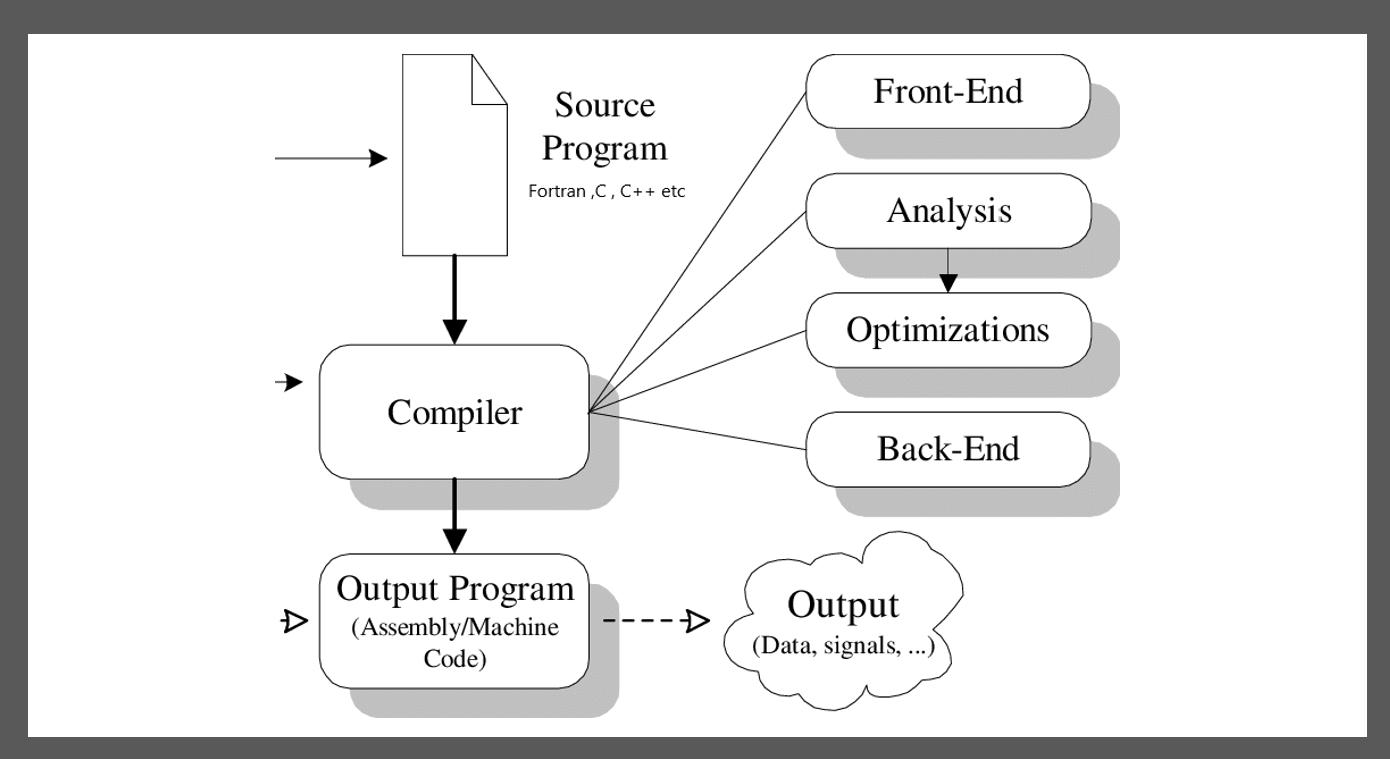 Source
Program
Fortran ,C , C++ etc
Front-End
Analysis
Optimizations
Back-End
Compiler
Output Program
(Assembly/Machine
Code)
Output
(Data, signals, ...)